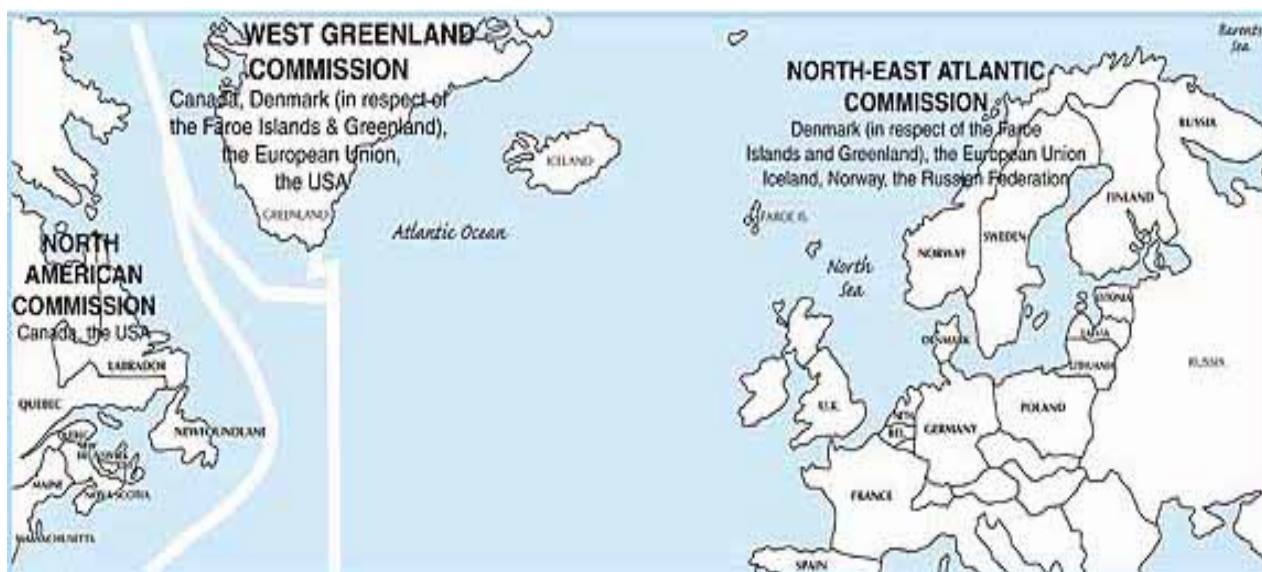 WEST GREENLAND
COMMISSION
Canada, Denmark (in respect of
the Faroe Islands & Greenland),
the European Union,
the USA
GREENLAND
NORTH-EAST ATLANTIC
COMMISSION
Denmark (in respect of the Faroe
Islands and Greenland), the European Union
Iceland, Norway, the Russian Federation
Sea
RUSSIA
ICELAND
Atlantic Ocean
FAROE IS.
North
Sea
NORWAY
SWEDEN
FINLAND
NORTH
AMERICAN
COMMISSION
Canada, the USA
LABRADOR
QUEBEC
NEWFOUNDLAND
MAINE
NOVA SCOTIA
DENMARK
ESTONIA
LATVIA
LITHUANIA
RUSSIA
U.K.
BEL.
GERMANY
POLAND
FRANCE
SPAIN